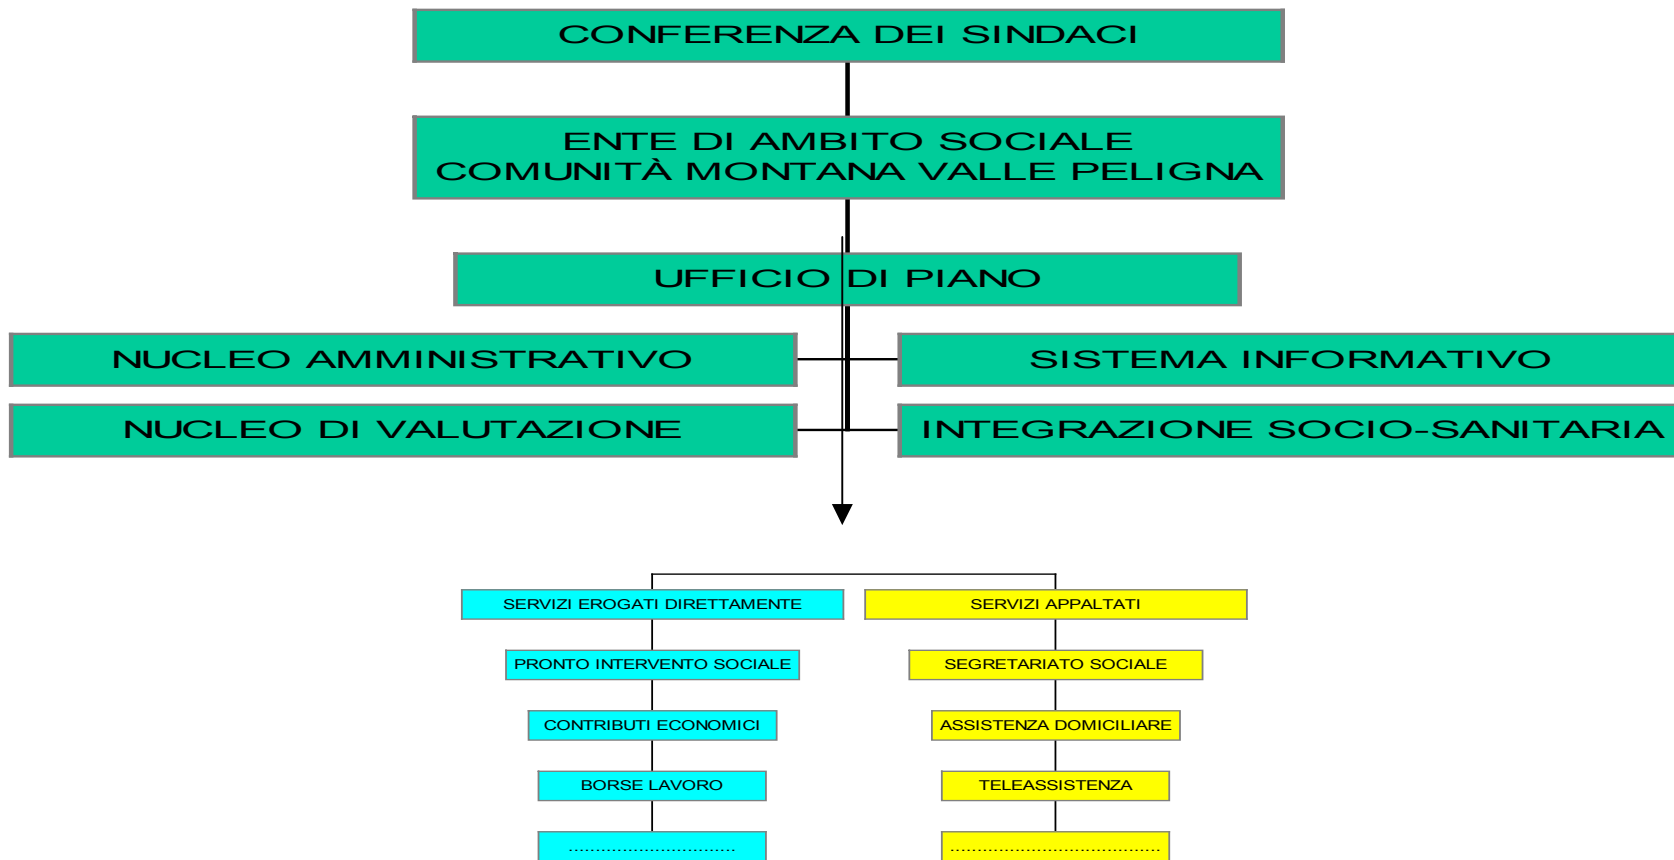 CONFERENZA DEI SINDACI
ENTE DI AMBITO SOCIALE
COMUNITÀ MONTANA VALLE PELIGNA
UFFICIO DI PIANO
NUCLEO AMMINISTRATIVO
SISTEMA INFORMATIVO
NUCLEO DI VALUTAZIONE
INTEGRAZIONE SOCIO-SANITARIA
SERVIZI EROGATI DIRETTAMENTE
SERVIZI APPALTATI
PRONTO INTERVENTO SOCIALE
SEGRETARIATO SOCIALE
CONTRIBUTI ECONOMICI
ASSISTENZA DOMICILIARE
BORSE LAVORO
TELEASSISTENZA
...............................
.......................................